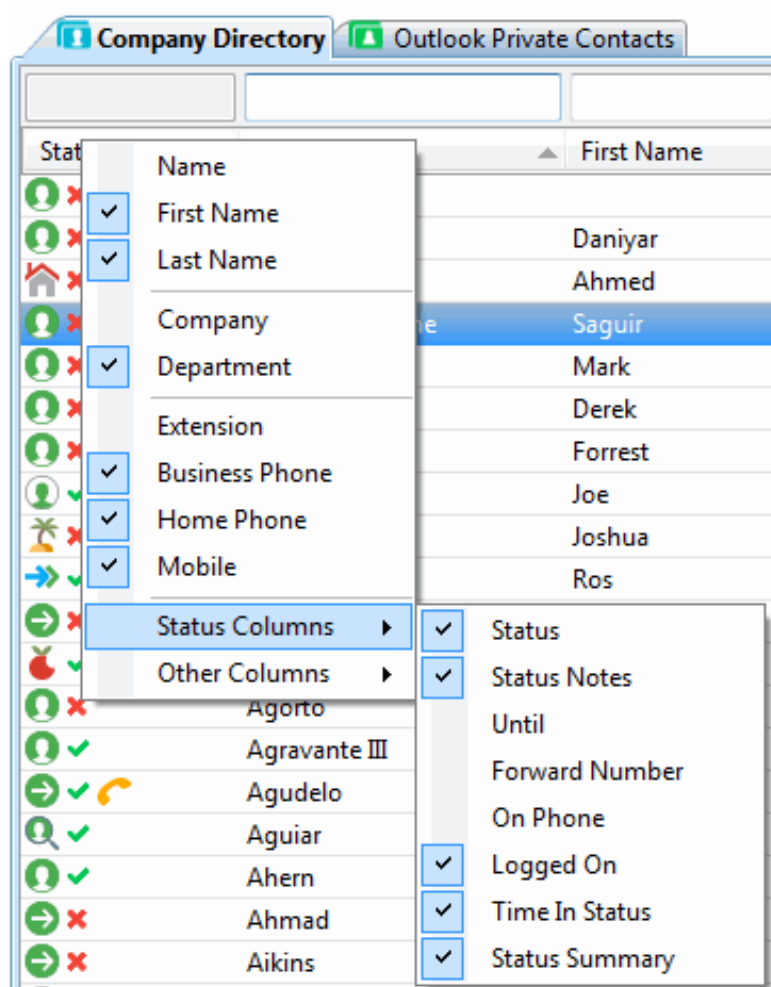 Company Directory Outlook Private Contacts
Stat First Name
Name
First Name
Last Name
Company
Department
Extension
Business Phone
Home Phone
Mobile
Status Columns
Other Columns
Daniyar
Ahmed
Saguir
Mark
Derek
Forrest
Joe
Joshua
Ros
Status
Status Notes
Until
Forward Number
On Phone
Logged On
Time In Status
Status Summary
Agorto
Agravante III
Agudelo
Aguiar
Ahern
Ahmad
Aikins